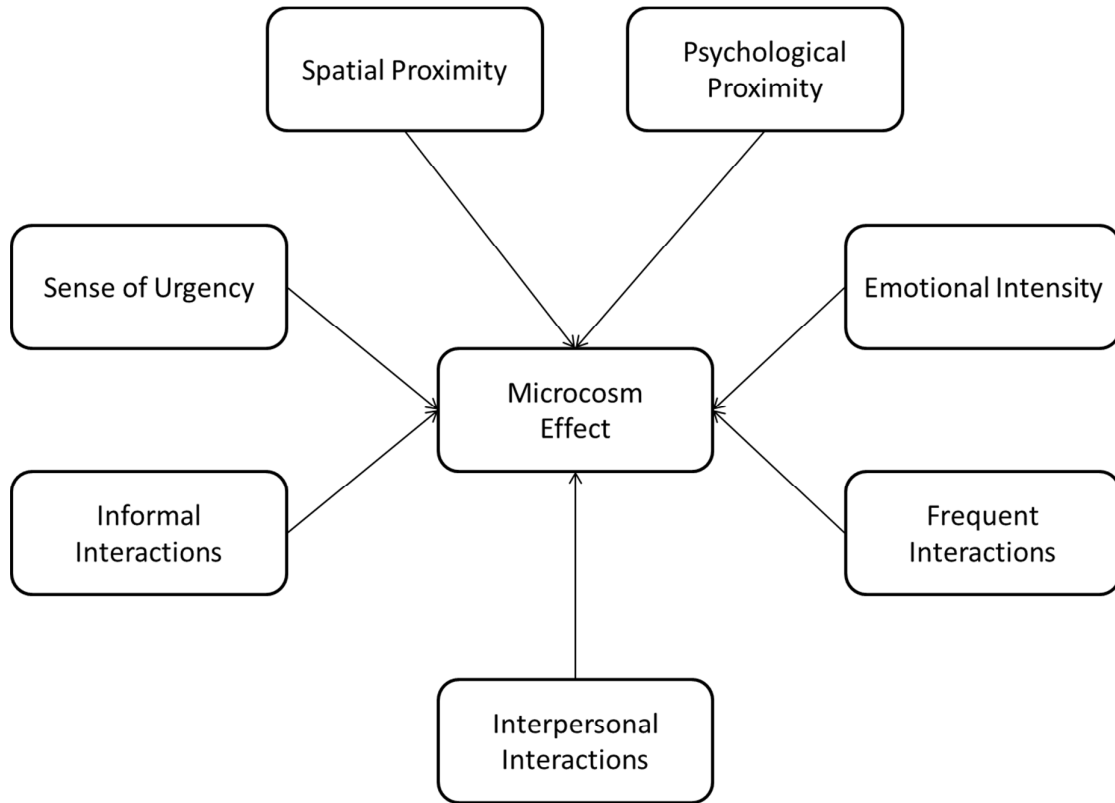 Spatial Proximity
Psychological
Proximity
Sense of Urgency
Emotional Intensity
Microcosm
Effect
Informal
Interactions
Frequent
Interactions
Interpersonal
Interactions